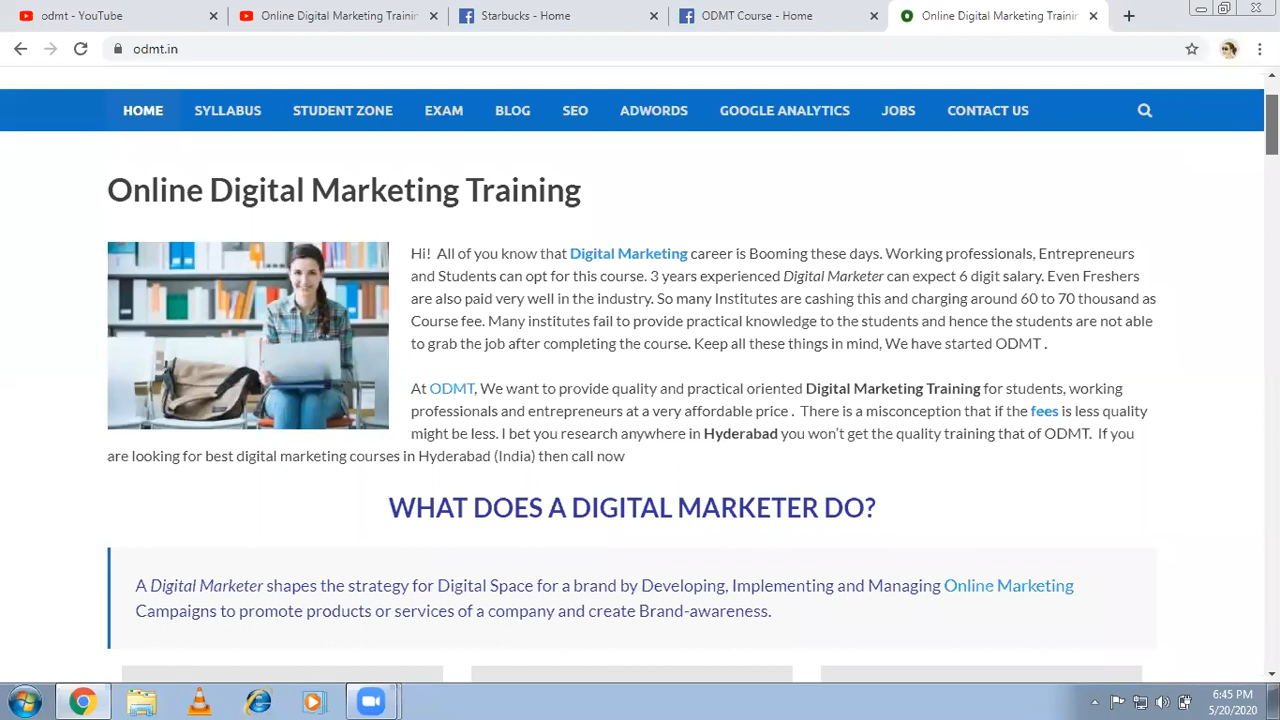 odmt - YouTube
Online Digital Marketing Trainin
Starbucks - Home
ODMT Course - Home
Online Digital Marketing Trainin
odmt.in
HOME SYLLABUS STUDENT ZONE EXAM BLOG SEO ADWORDS GOOGLE ANALYTICS JOBS CONTACT US
Online Digital Marketing Training
Hi! All of you know that Digital Marketing career is Booming these days. Working professionals, Entrepreneurs
and Students can opt for this course. 3 years experienced Digital Marketer can expect 6 digit salary. Even Freshers
are also paid very well in the industry. So many Institutes are cashing this and charging around 60 to 70 thousand as
Course fee. Many institutes fail to provide practical knowledge to the students and hence the students are not able
to grab the job after completing the course. Keep all these things in mind, We have started ODMT .
At ODMT, We want to provide quality and practical oriented Digital Marketing Training for students, working
professionals and entrepreneurs at a very affordable price . There is a misconception that if the fees is less quality
might be less. I bet you research anywhere in Hyderabad you won't get the quality training that of ODMT. If you
are looking for best digital marketing courses in Hyderabad (India) then call now
WHAT DOES A DIGITAL MARKETER DO?
A Digital Marketer shapes the strategy for Digital Space for a brand by Developing, Implementing and Managing Online Marketing
Campaigns to promote products or services of a company and create Brand-awareness.
6:45 PM
5/20/2020